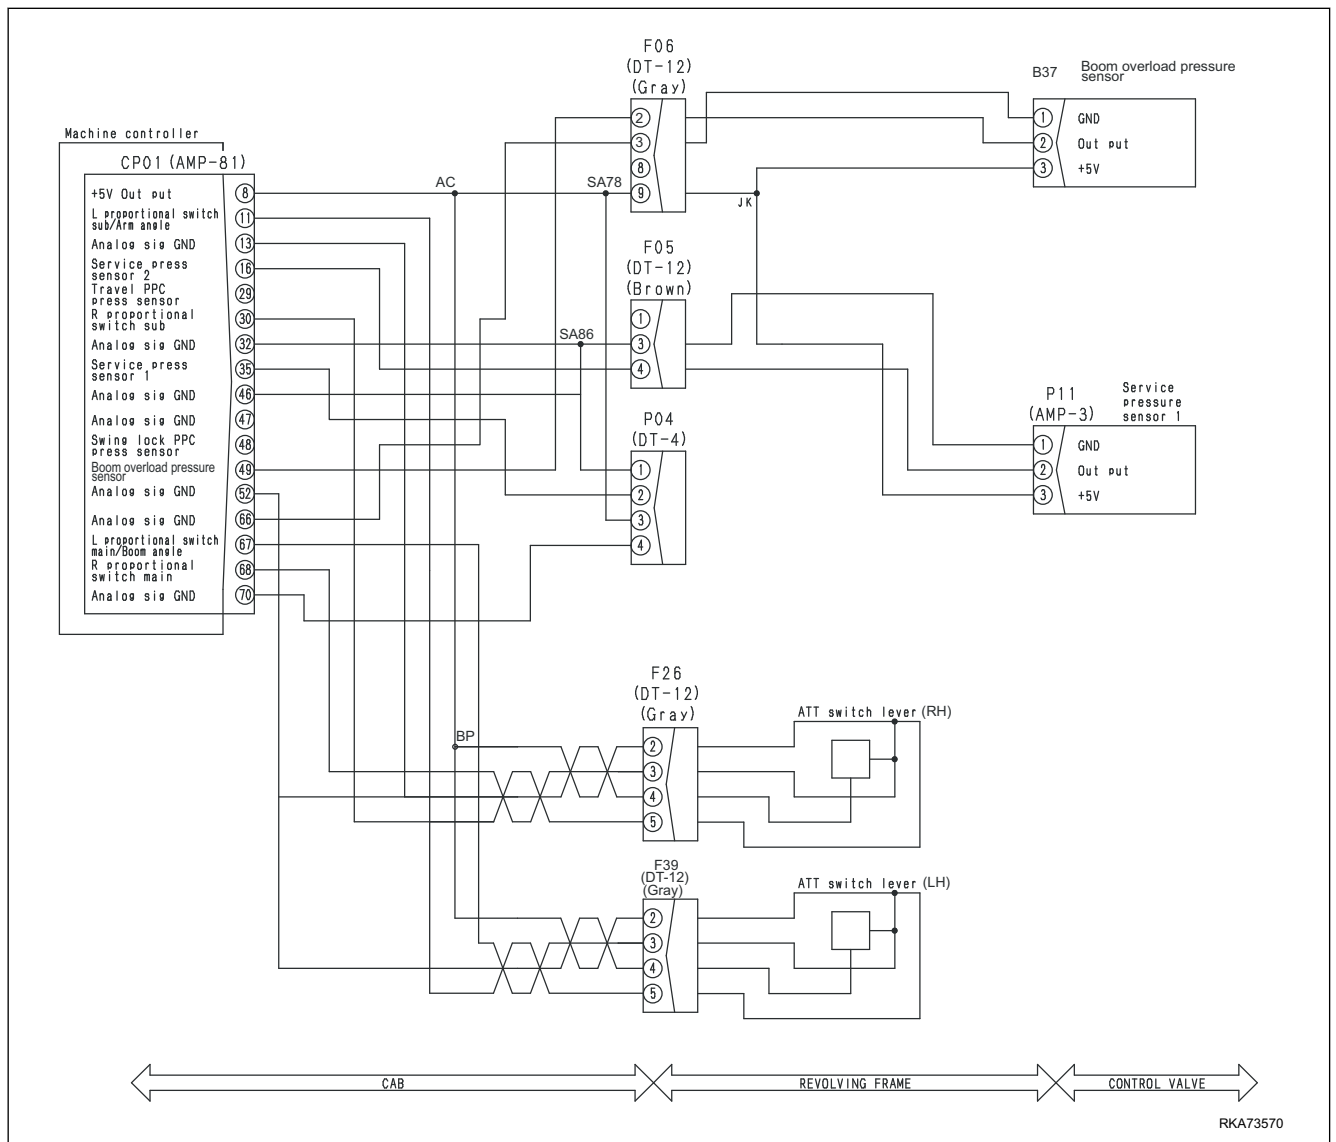 Machine controller
CP01 (AMP-81)
+5V Out put
8
L proportional switch
sub/Arm angle
11
Analog sig GND
13
Service press
sensor 2
16
Travel PPC
press sensor
29
R proportional
switch sub
30
Analog sig GND
32
Service press
sensor 1
35
Analog sig GND
46
Analog sig GND
47
Swing lock PPC
press sensor
48
Boom overload pressure
sensor
49
Analog sig GND
52
Analog sig GND
66
L proportional switch
main/Boom angle
67
R proportional
switch main
68
Analog sig GND
70
AC
SA78
SA86
BP
JK
F06
(DT-12)
(Gray)
2
3
8
9
F05
(DT-12)
(Brown)
1
3
4
P04
(DT-4)
1
2
3
4
B37
Boom overload pressure
sensor
1 GND
2 Out put
3 +5V
P11
(AMP-3)
Service
pressure
sensor 1
1 GND
2 Out put
3 +5V
F26
(DT-12)
(Gray)
2
3
4
5
ATT switch lever (RH)
F39
(DT-12)
(Gray)
2
3
4
5
ATT switch lever (LH)
CAB
REVOLVING FRAME
CONTROL VALVE
RKA73570